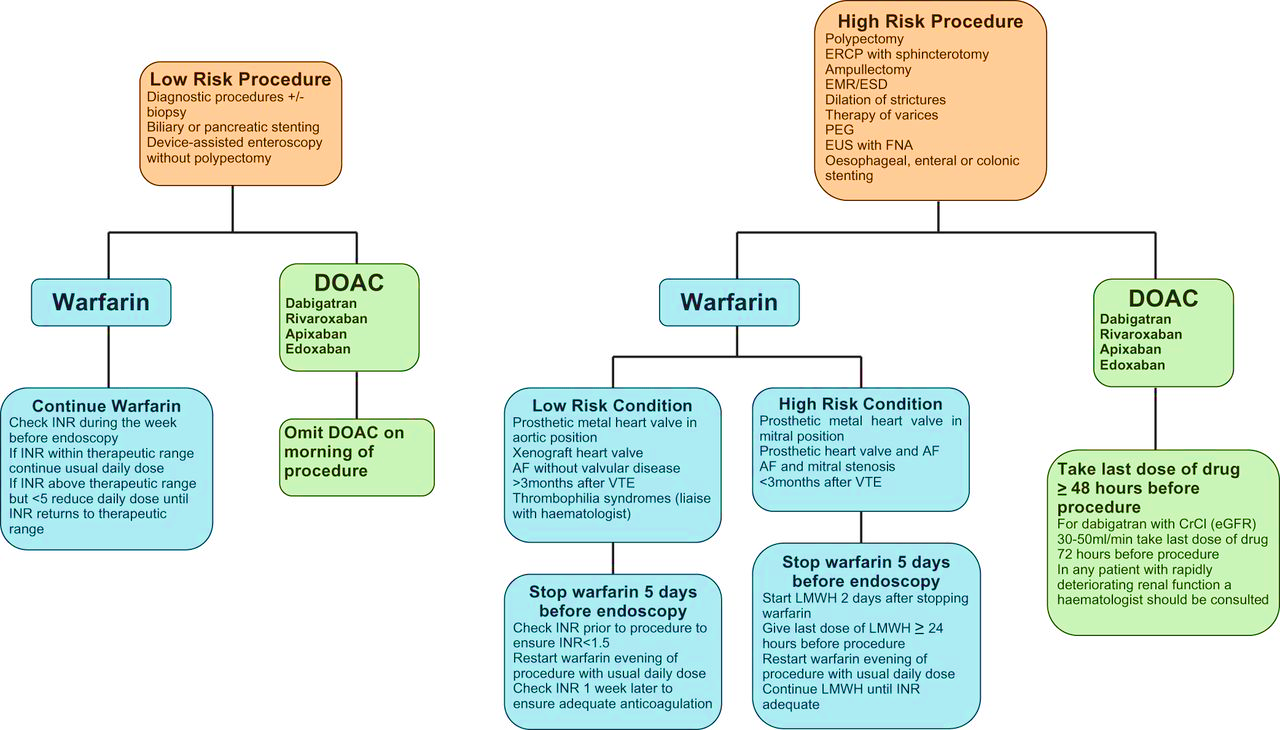 Low Risk Procedure
Diagnostic procedures +/-
biopsy
Biliary or pancreatic stenting
Device-assisted enteroscopy
without polypectomy
Warfarin
DOAC
Dabigatran
Rivaroxaban
Apixaban
Edoxaban
Continue Warfarin
Check INR during the week
before endoscopy
If INR within therapeutic range
continue usual daily dose
If INR above therapeutic range
but <5 reduce daily dose until
INR returns to therapeutic
range
Omit DOAC on
morning of
procedure
High Risk Procedure
Polypectomy
ERCP with sphincterotomy
Ampullectomy
EMR/ESD
Dilation of strictures
Therapy of varices
PEG
EUS with FNA
Oesophageal, enteral or colonic
stenting
Warfarin
DOAC
Dabigatran
Rivaroxaban
Apixaban
Edoxaban
Low Risk Condition
Prosthetic metal heart valve in
aortic position
Xenograft heart valve
AF without valvular disease
>3months after VTE
Thrombophilia syndromes (liaise
with haematologist)
High Risk Condition
Prosthetic metal heart valve in
mitral position
Prosthetic heart valve and AF
AF and mitral stenosis
<3months after VTE
Stop warfarin 5 days
before endoscopy
Check INR prior to procedure to
ensure INR<1.5
Restart warfarin evening of
procedure with usual daily dose
Check INR 1 week later to
ensure adequate anticoagulation
Stop warfarin 5 days
before endoscopy
Start LMWH 2 days after stopping
warfarin
Give last dose of LMWH ≥ 24
hours before procedure
Restart warfarin evening of
procedure with usual daily dose
Continue LMWH until INR
adequate
Take last dose of drug
≥ 48 hours before
procedure
For dabigatran with CrCl (eGFR)
30-50ml/min take last dose of drug
72 hours before procedure
In any patient with rapidly
deteriorating renal function a
haematologist should be consulted